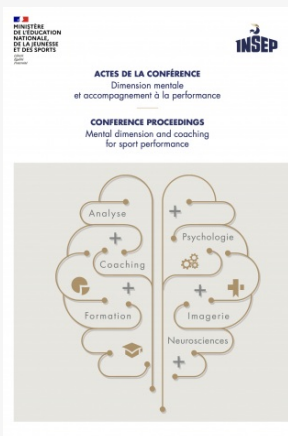 MINISTÈRE
DE L'ÉDUCATION
NATIONALE,
DE LA JEUNESSE
ET DES SPORTS
INSEP
ACTES DE LA CONFÉRENCE
Dimension mentale
et accompagnement à la performance
CONFERENCE PROCEEDINGS
Mental dimension and coaching
for sport performance
Analyse
Psychologie
Coaching
Formation
Imagerie
Neurosciences